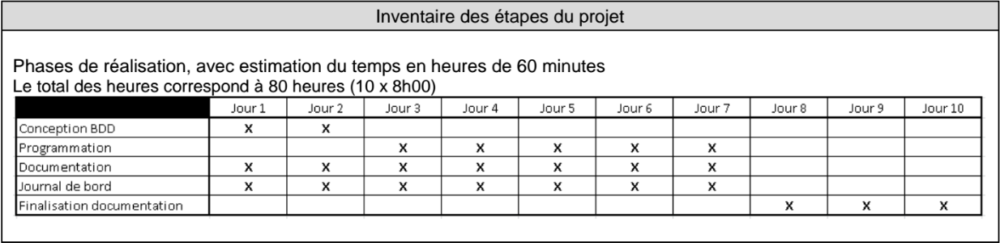 Inventaire des étapes du projet
Phases de réalisation, avec estimation du temps en heures de 60 minutes
Le total des heures correspond à 80 heures (10 x 8h00)
Jour 1 Jour 2 Jour 3 Jour 4 Jour 5 Jour 6 Jour 7 Jour 8 Jour 9 Jour 10
Conception BDD X X
Programmation X X X X X
Documentation X X X X X X X
Journal de bord X X X X X X X
Finalisation documentation X X X